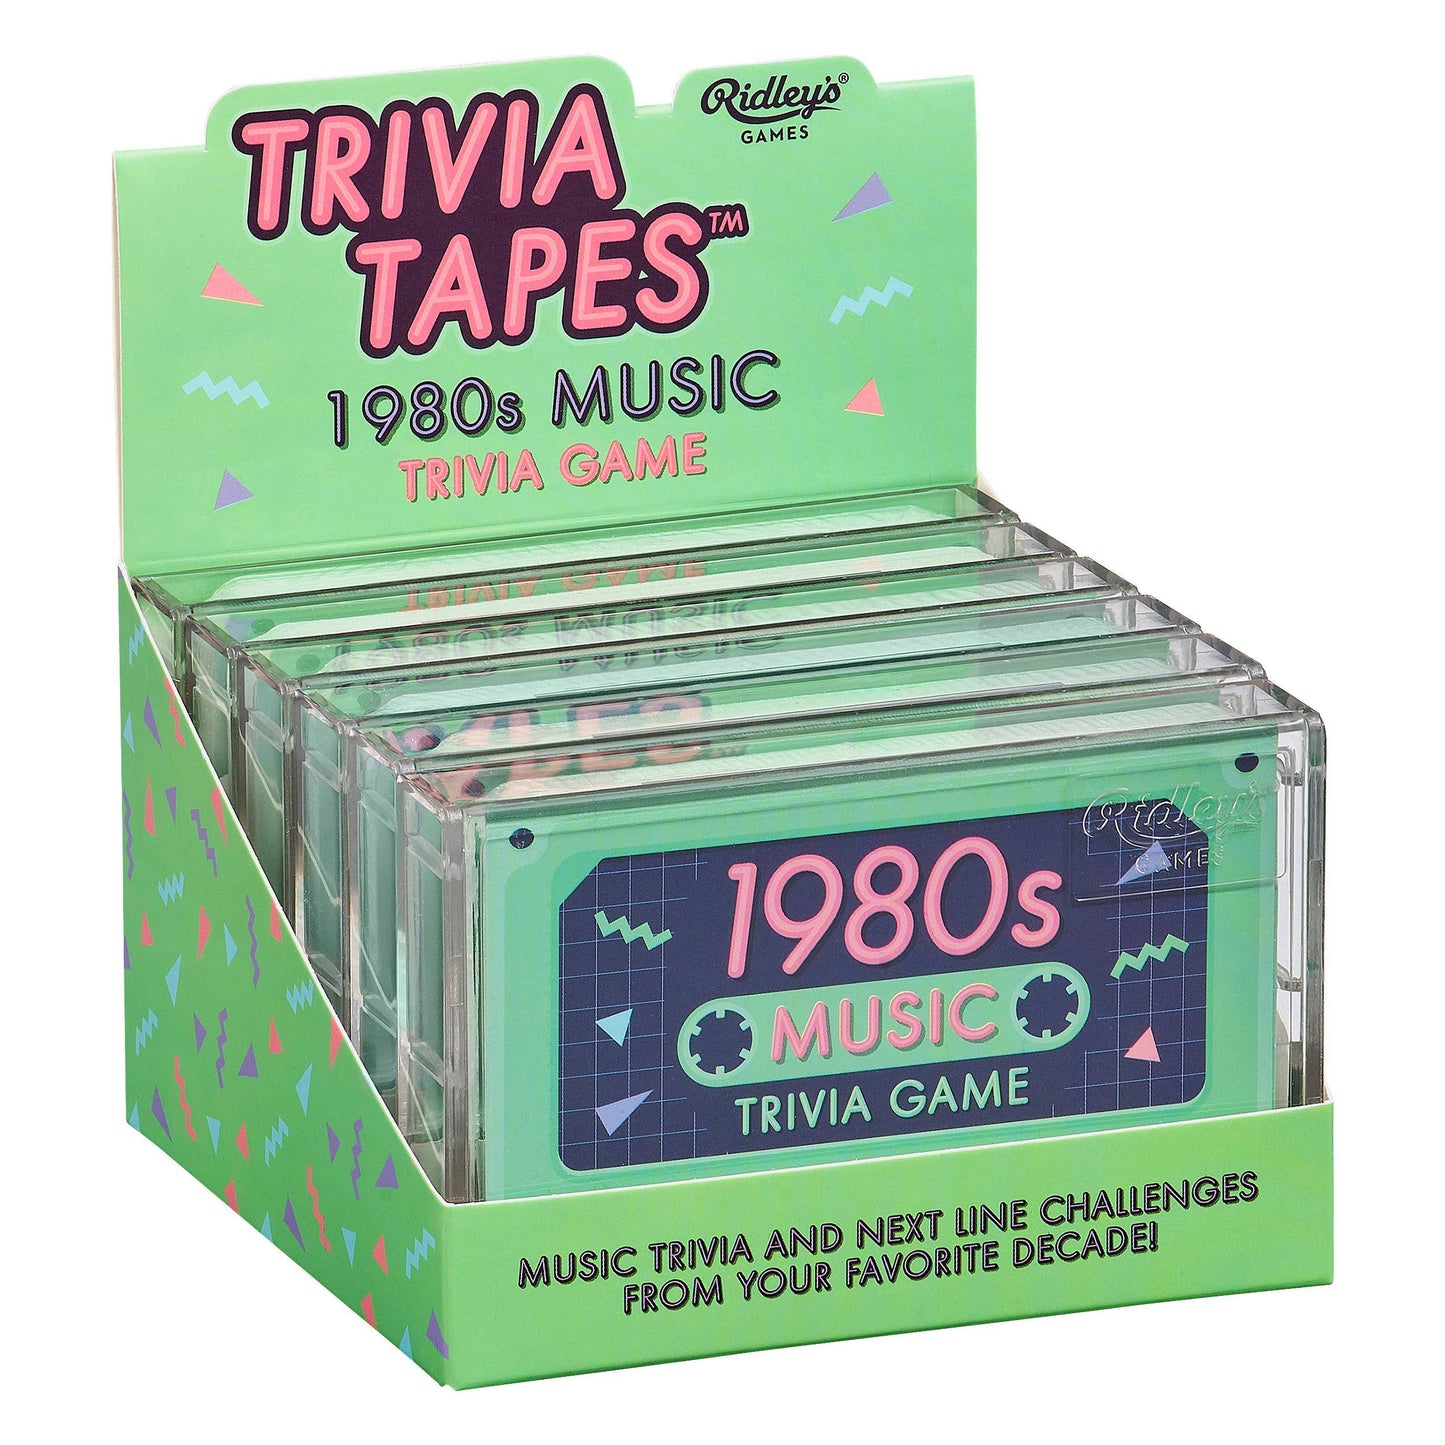 Ridley's®
GAMES
TRIVIA
TAPES™
1980s MUSIC
TRIVIA GAME
Ridley's
GAMES
1980s
MUSIC
TRIVIA GAME
MUSIC TRIVIA AND NEXT LINE CHALLENGES
FROM YOUR FAVORITE DECADE!